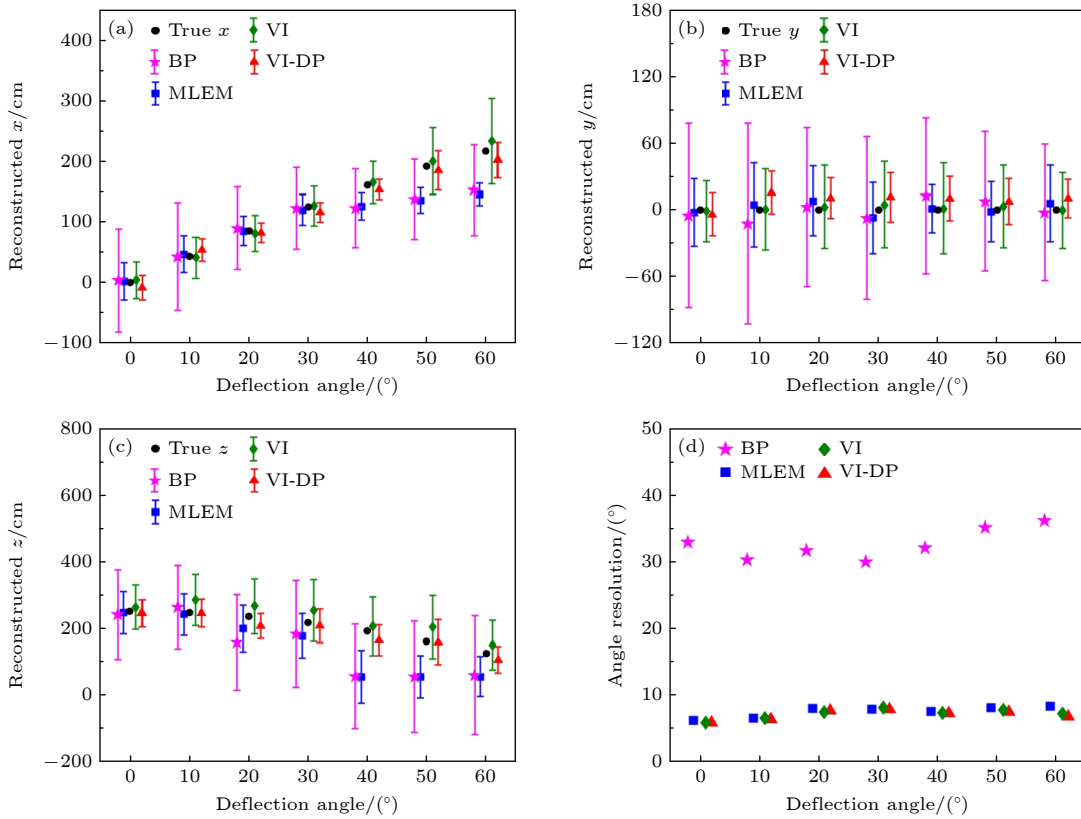 (a)
True x
VI
BP
VI-DP
MLEM
Reconstructed x/cm
400
300
200
100
0
−100
0 10 20 30 40 50 60
Deflection angle/(°)
(b)
True y
VI
BP
VI-DP
MLEM
Reconstructed y/cm
180
120
60
0
−60
−120
0 10 20 30 40 50 60
Deflection angle/(°)
(c)
True z
VI
BP
VI-DP
MLEM
Reconstructed z/cm
800
600
400
200
0
−200
0 10 20 30 40 50 60
Deflection angle/(°)
(d)
BP
VI
MLEM
VI-DP
Angle resolution/(°)
50
40
30
20
10
0
0 10 20 30 40 50 60
Deflection angle/(°)